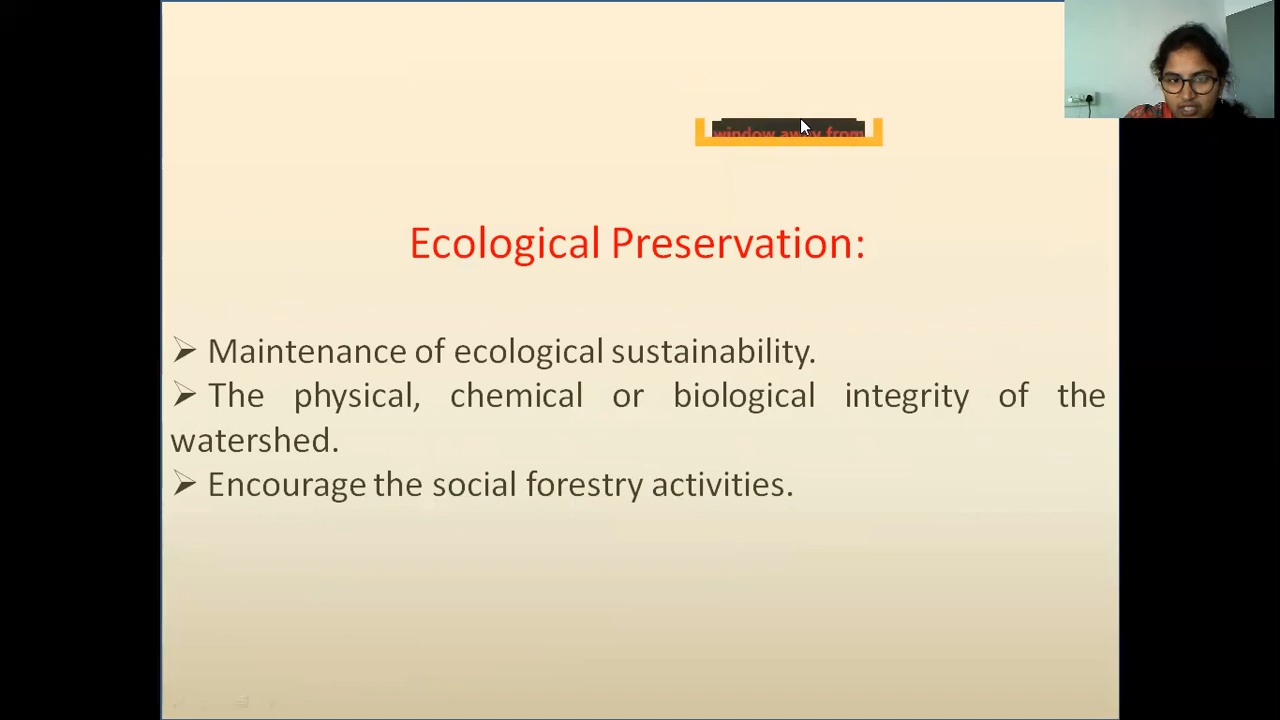 window away from
Ecological Preservation:
➢ Maintenance of ecological sustainability.
➢ The physical, chemical or biological integrity of the
watershed.
➢ Encourage the social forestry activities.